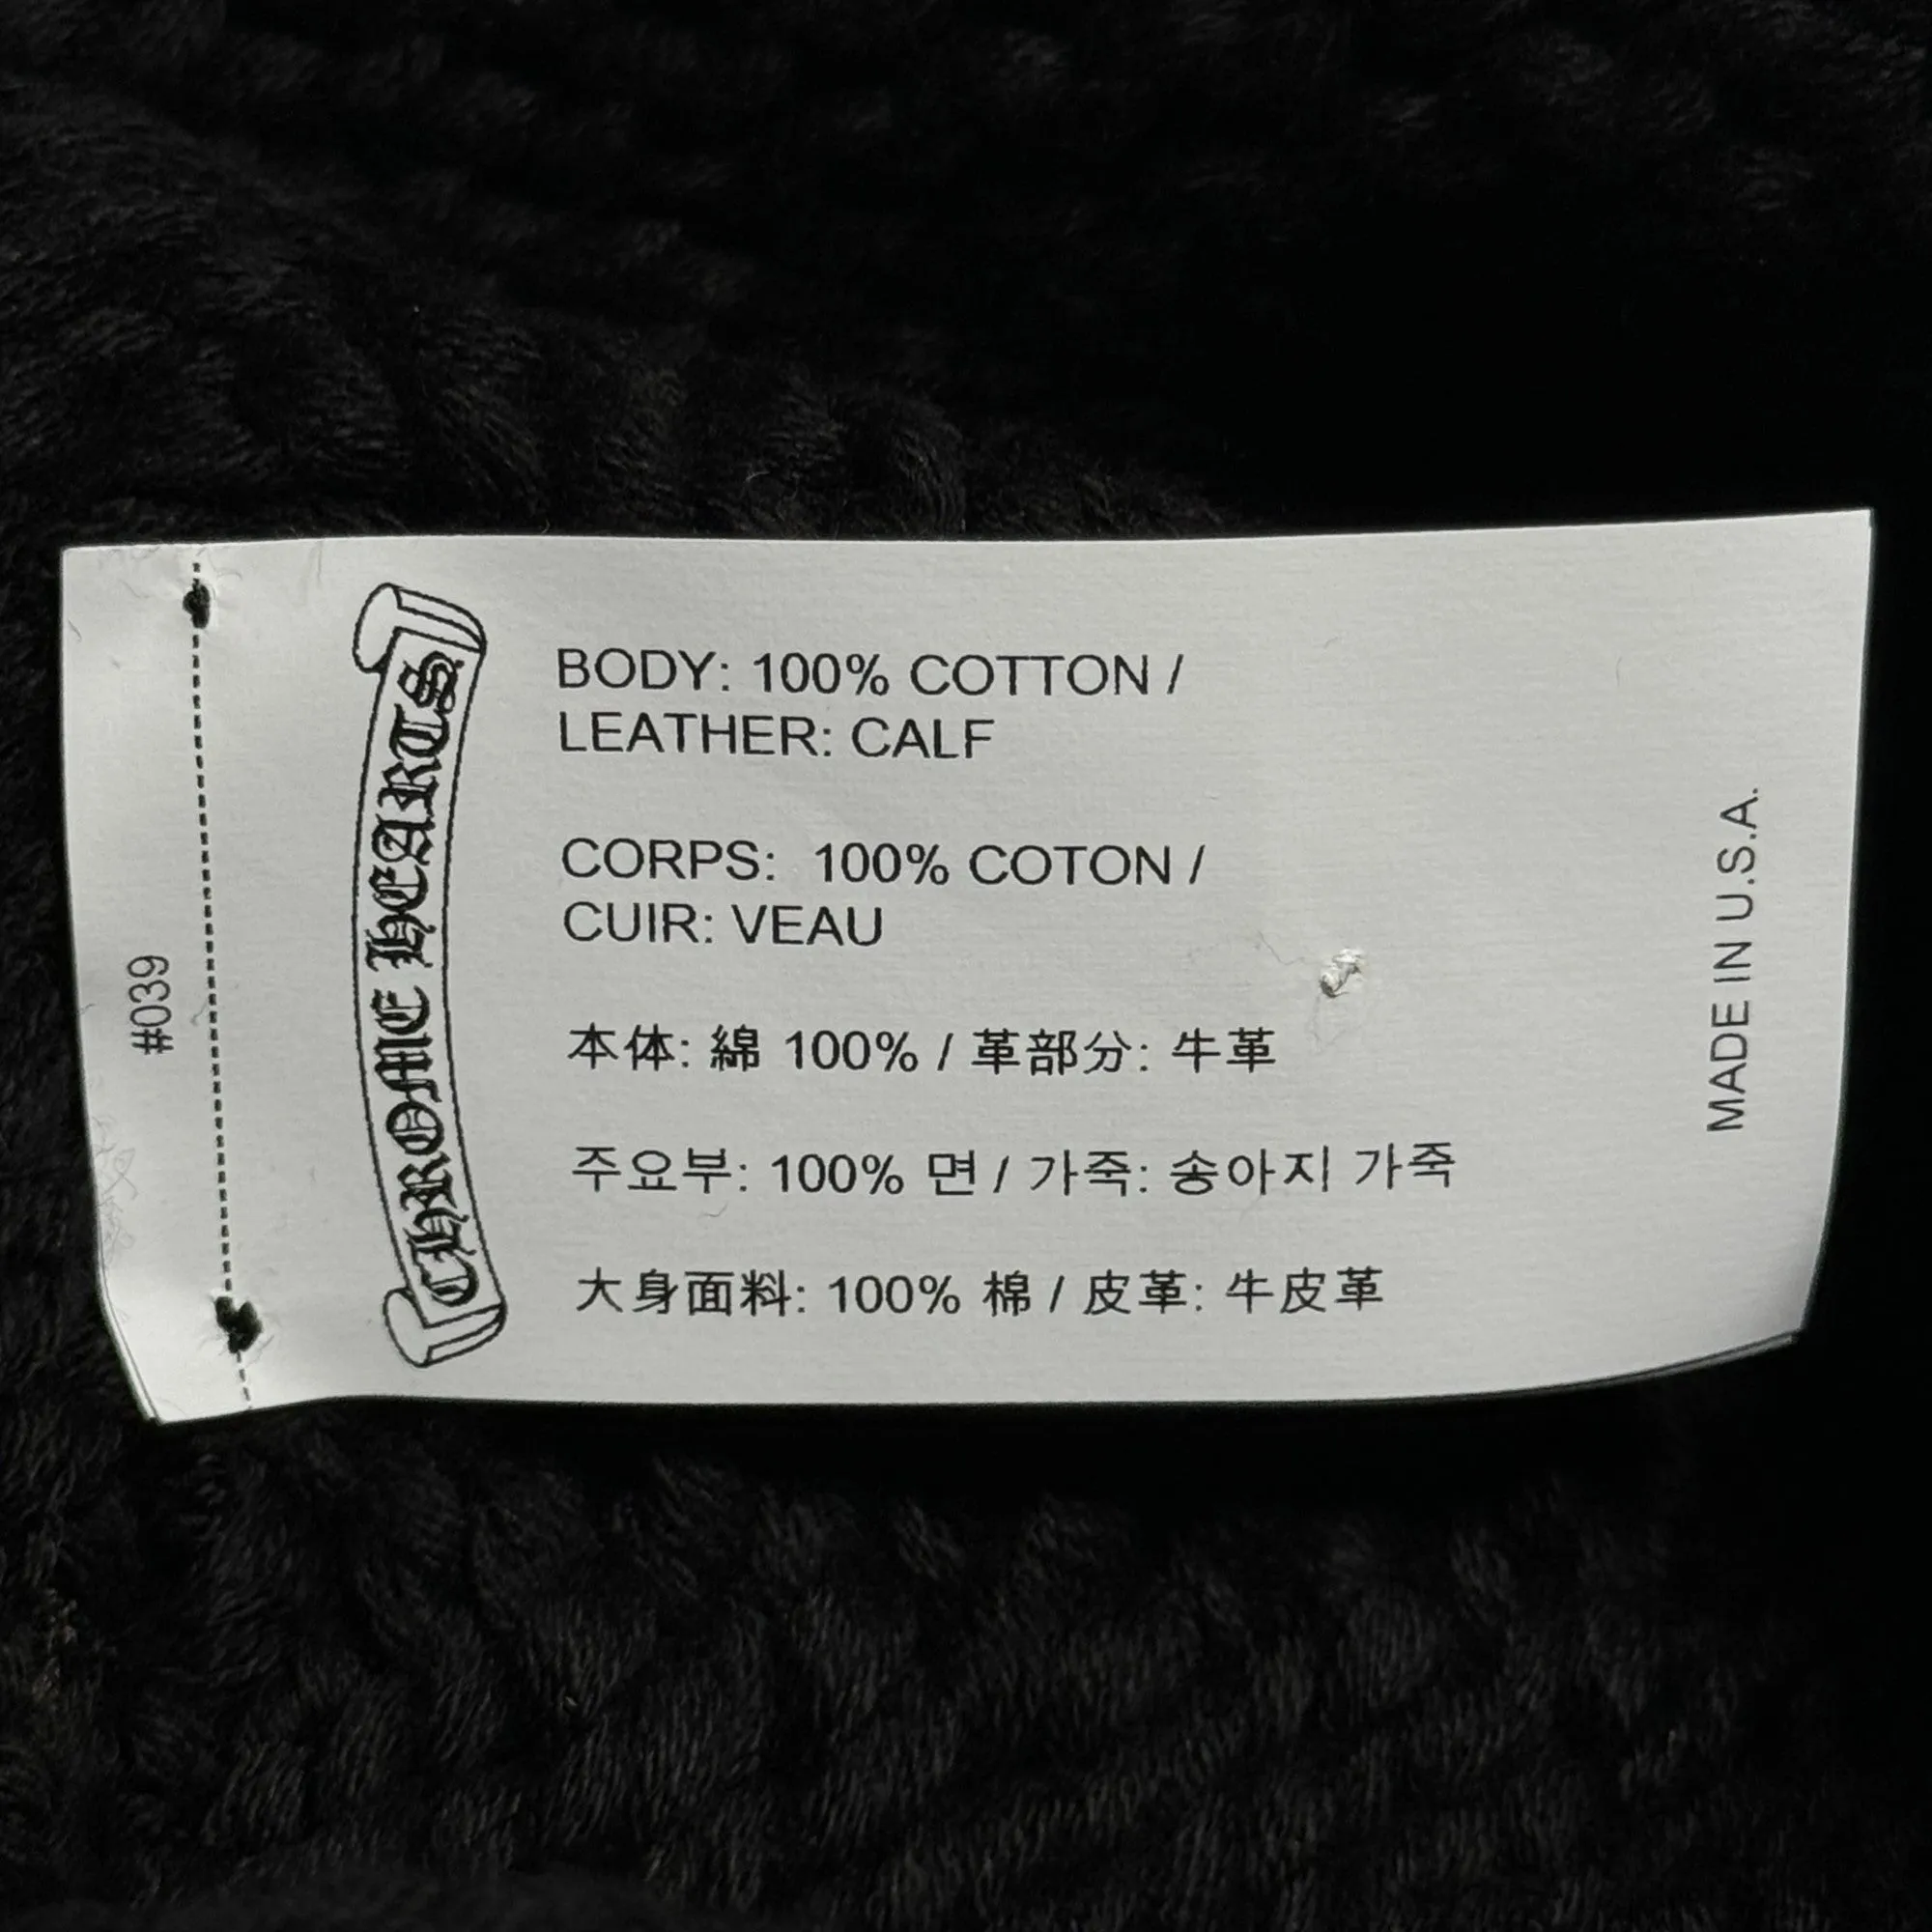 #039
CHROME HEARTS
BODY: 100% COTTON /
LEATHER: CALF
CORPS: 100% COTON /
CUIR: VEAU
本体: 綿 100% / 革部分: 牛革
주요부: 100% 면 / 가죽: 송아지 가죽
大身面料: 100% 棉 / 皮革: 牛皮革
MADE IN U.S.A.